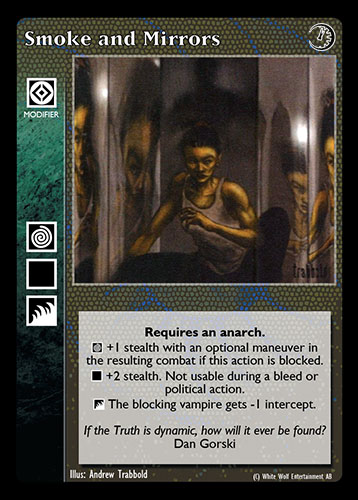 Smoke and Mirrors
MODIFIER
Trabbold
Requires an anarch.
+1 stealth with an optional maneuver in
the resulting combat if this action is blocked.
+2 stealth. Not usable during a bleed or
political action.
The blocking vampire gets -1 intercept.
If the Truth is dynamic, how will it ever be found?
Dan Gorski
Illus: Andrew Trabbold
(C) White Wolf Entertainment AB